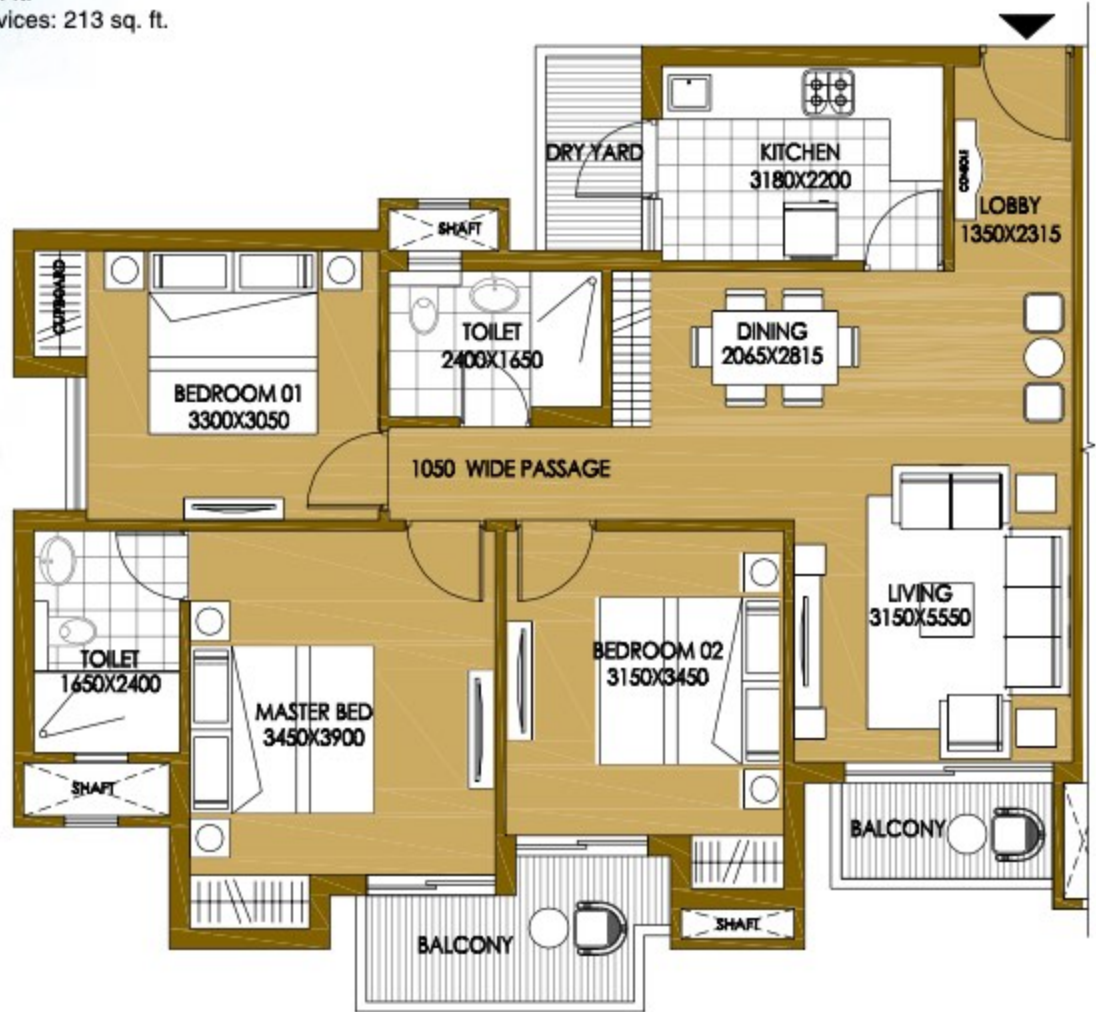 vices: 213 sq. ft.
DRY YARD
KITCHEN
3180X2200
CONSOLE
LOBBY
1350X2315
SHAFT
CUPBOARD
TOILET
2400X1650
DINING
2065X2815
BEDROOM 01
3300X3050
1050 WIDE PASSAGE
LIVING
3150X5550
TOILET
1650X2400
BEDROOM 02
3150X3450
MASTER BED
3450X3900
SHAFT
BALCONY
SHAFT
BALCONY